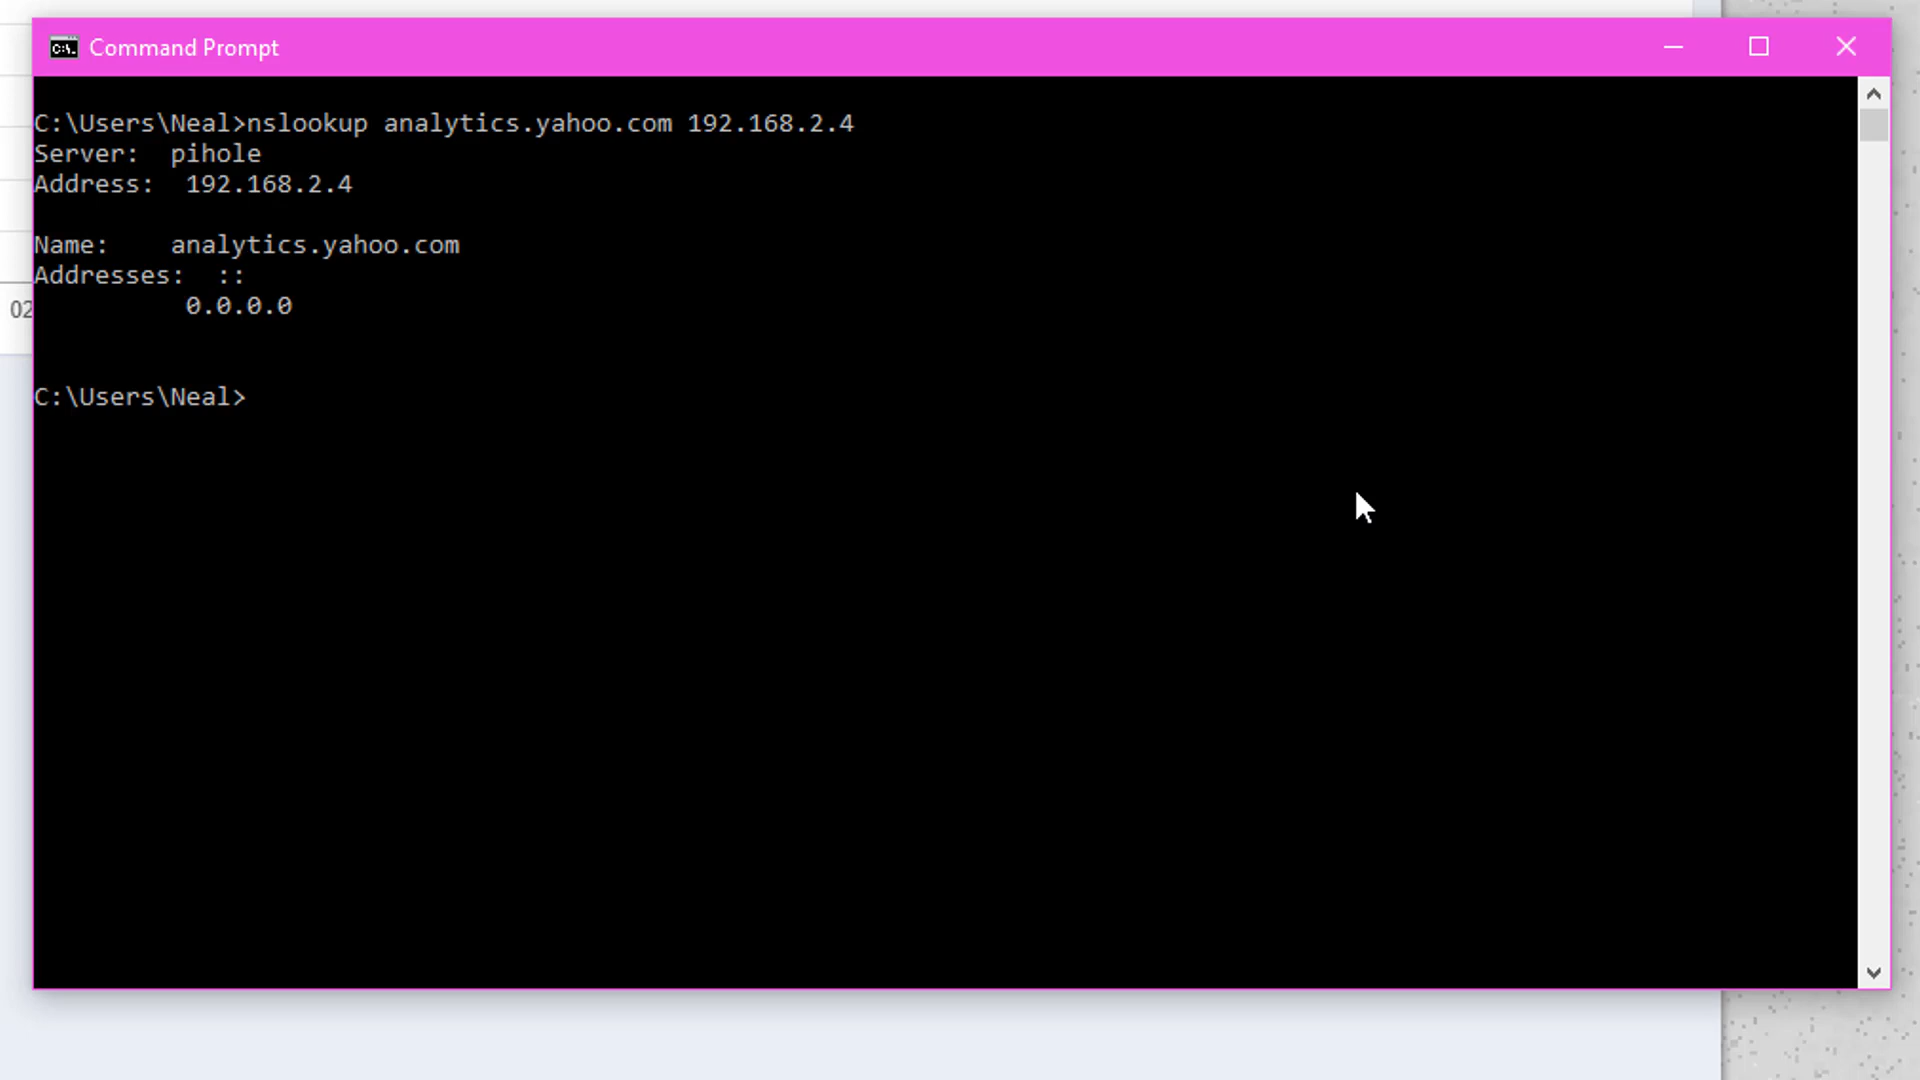 Command Prompt
C:\Users\Neal>nslookup analytics.yahoo.com 192.168.2.4
Server:  pihole
Address:  192.168.2.4
Name:    analytics.yahoo.com
Addresses:  ::
0.0.0.0
02
C:\Users\Neal>